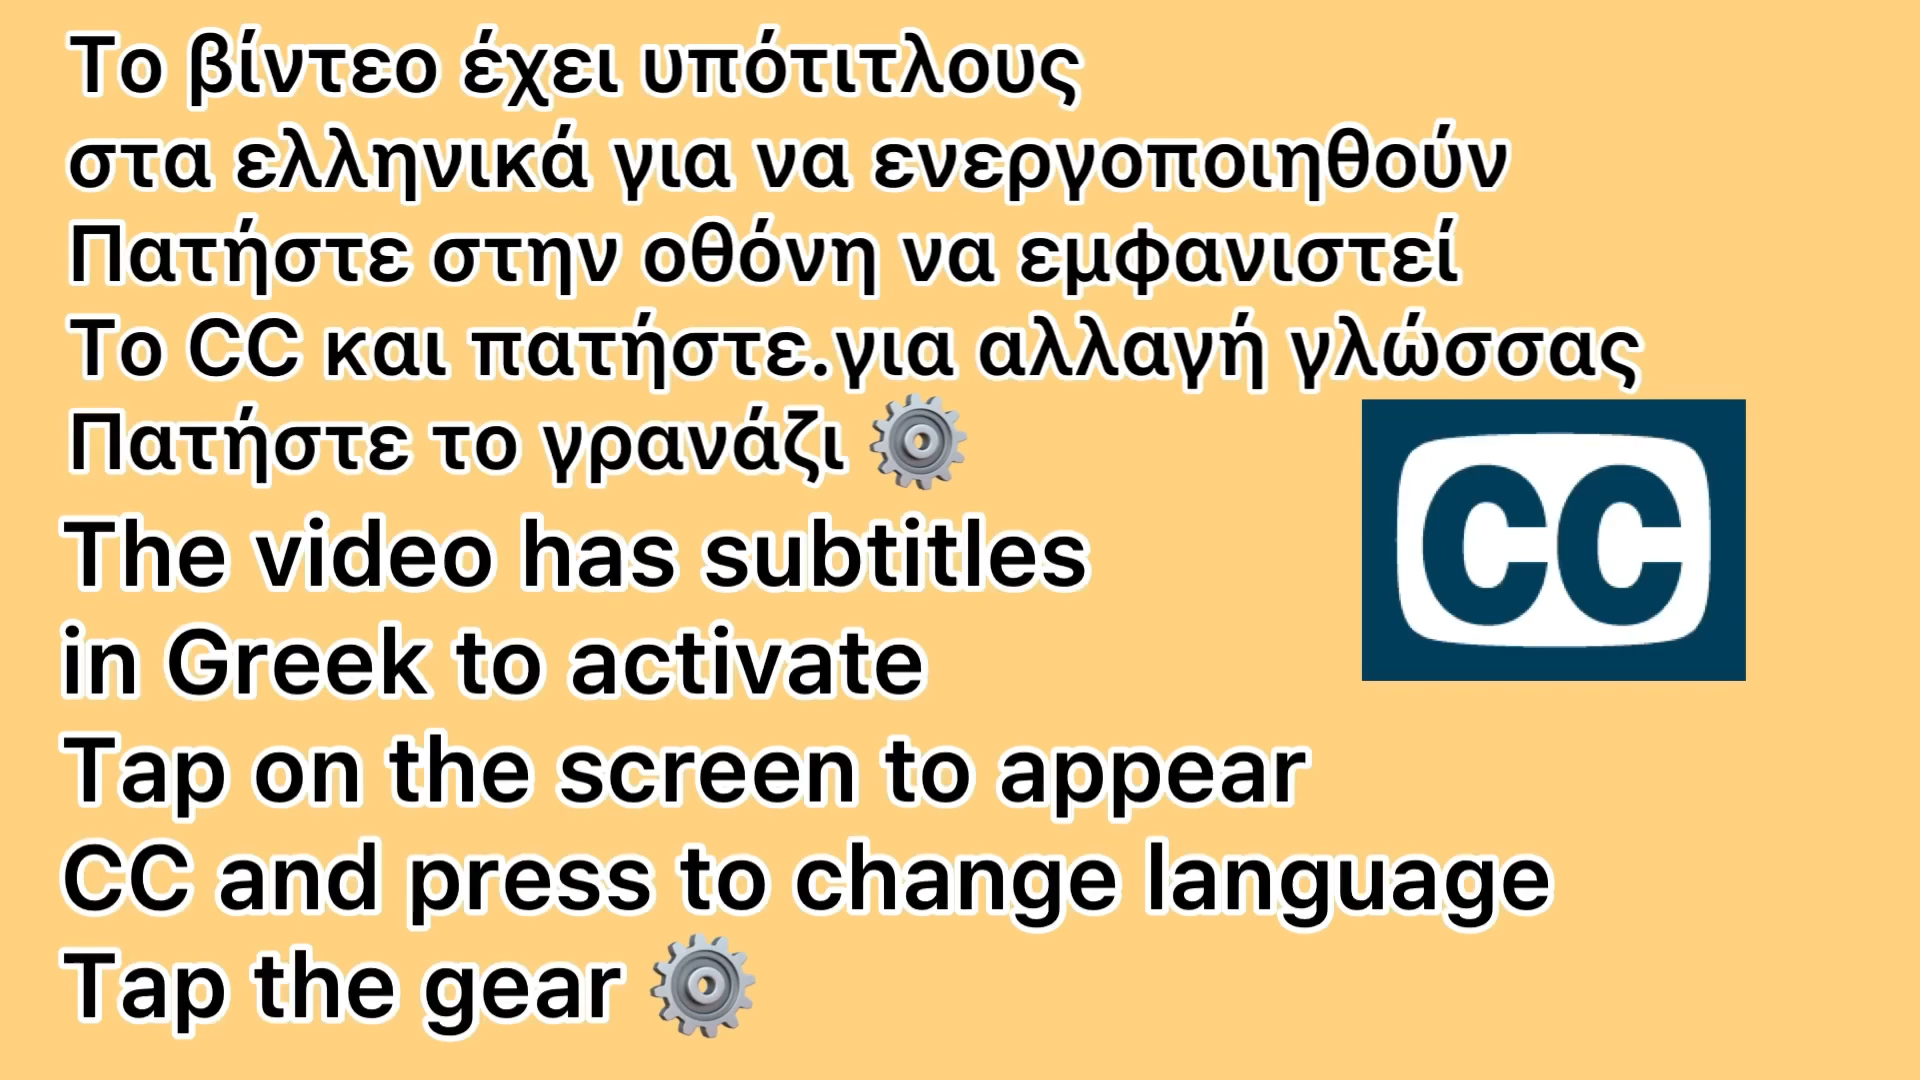 Το βίντεο έχει υπότιτλους
στα ελληνικά για να ενεργοποιηθούν
Πατήστε στην οθόνη να εμφανιστεί
Το CC και πατήστε.για αλλαγή γλώσσας
Πατήστε το γρανάζι ⚙️
CC
The video has subtitles
in Greek to activate
Tap on the screen to appear
CC and press to change language
Tap the gear ⚙️